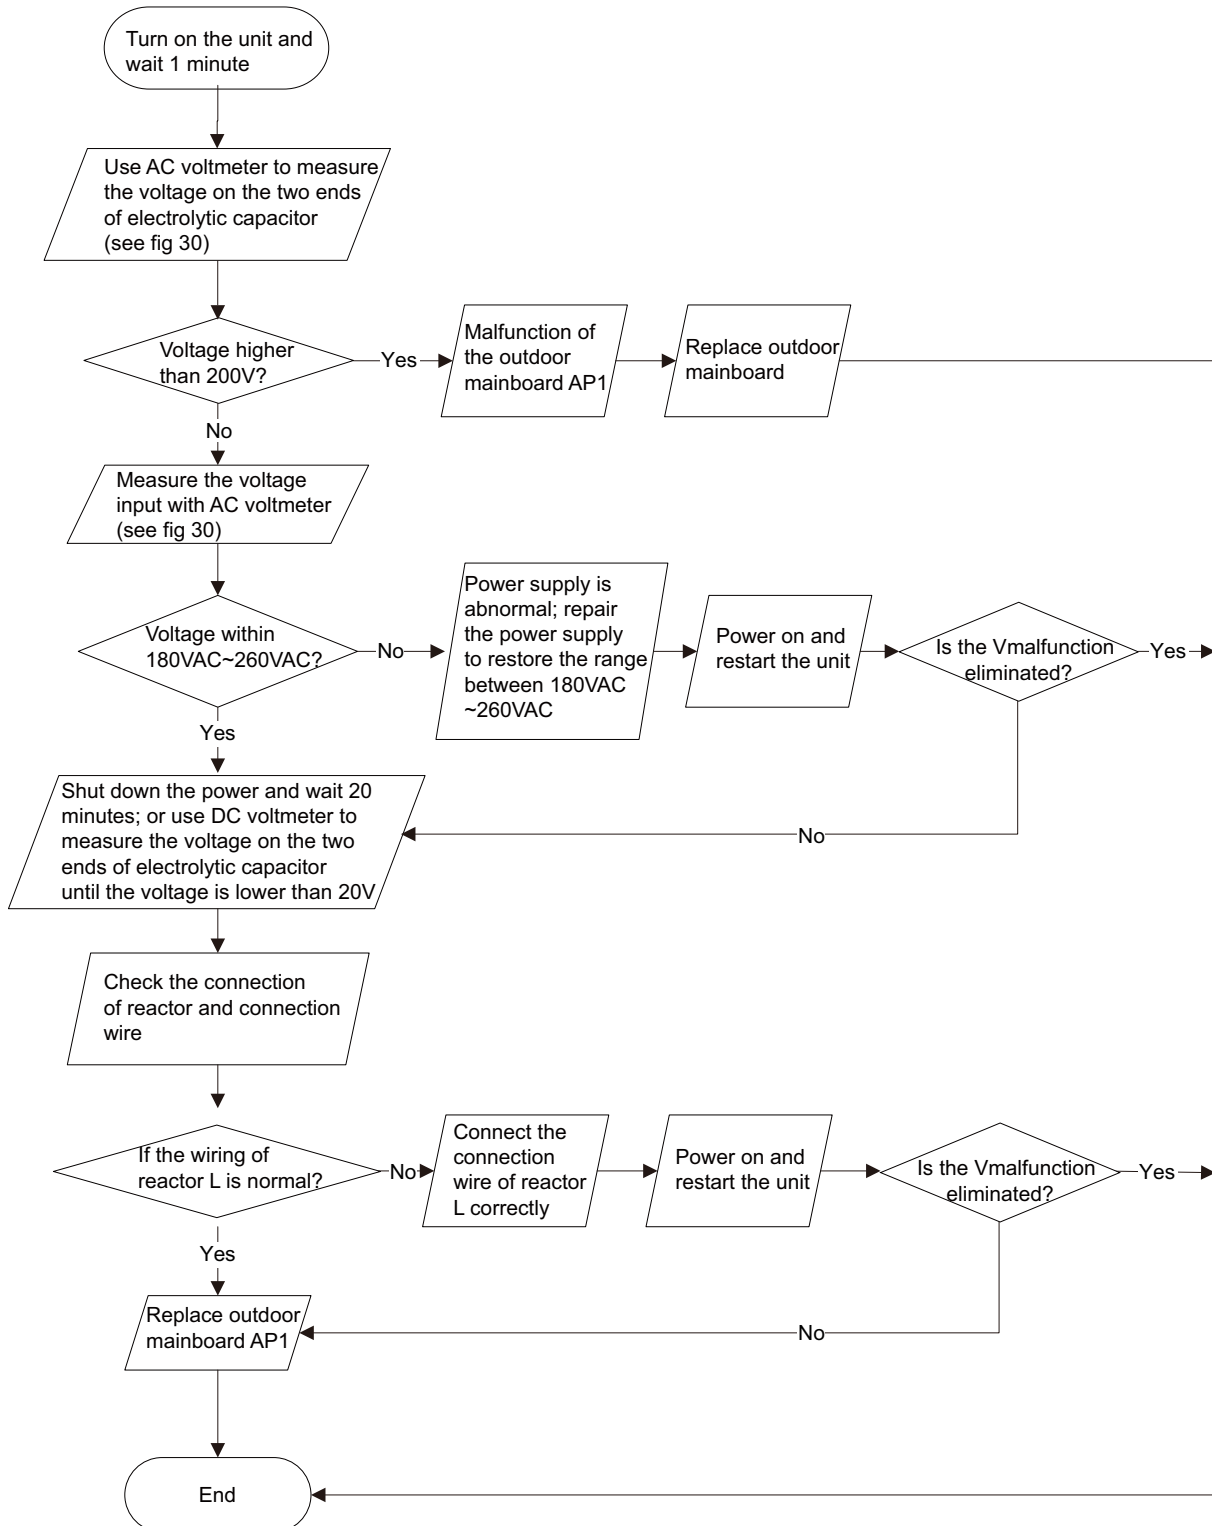 Turn on the unit and
wait 1 minute
Use AC voltmeter to measure
the voltage on the two ends
of electrolytic capacitor
(see fig 30)
Voltage higher
than 200V?
Yes
Malfunction of
the outdoor
mainboard AP1
Replace outdoor
mainboard
No
Measure the voltage
input with AC voltmeter
(see fig 30)
Voltage within
180VAC~260VAC?
No
Power supply is
abnormal; repair
the power supply
to restore the range
between 180VAC
~260VAC
Power on and
restart the unit
Is the Vmalfunction
eliminated?
Yes
Yes
No
Shut down the power and wait 20
minutes; or use DC voltmeter to
measure the voltage on the two
ends of electrolytic capacitor
until the voltage is lower than 20V
Check the connection
of reactor and connection
wire
If the wiring of
reactor L is normal?
No
Connect the
connection
wire of reactor
L correctly
Power on and
restart the unit
Is the Vmalfunction
eliminated?
Yes
Yes
No
Replace outdoor
mainboard AP1
End